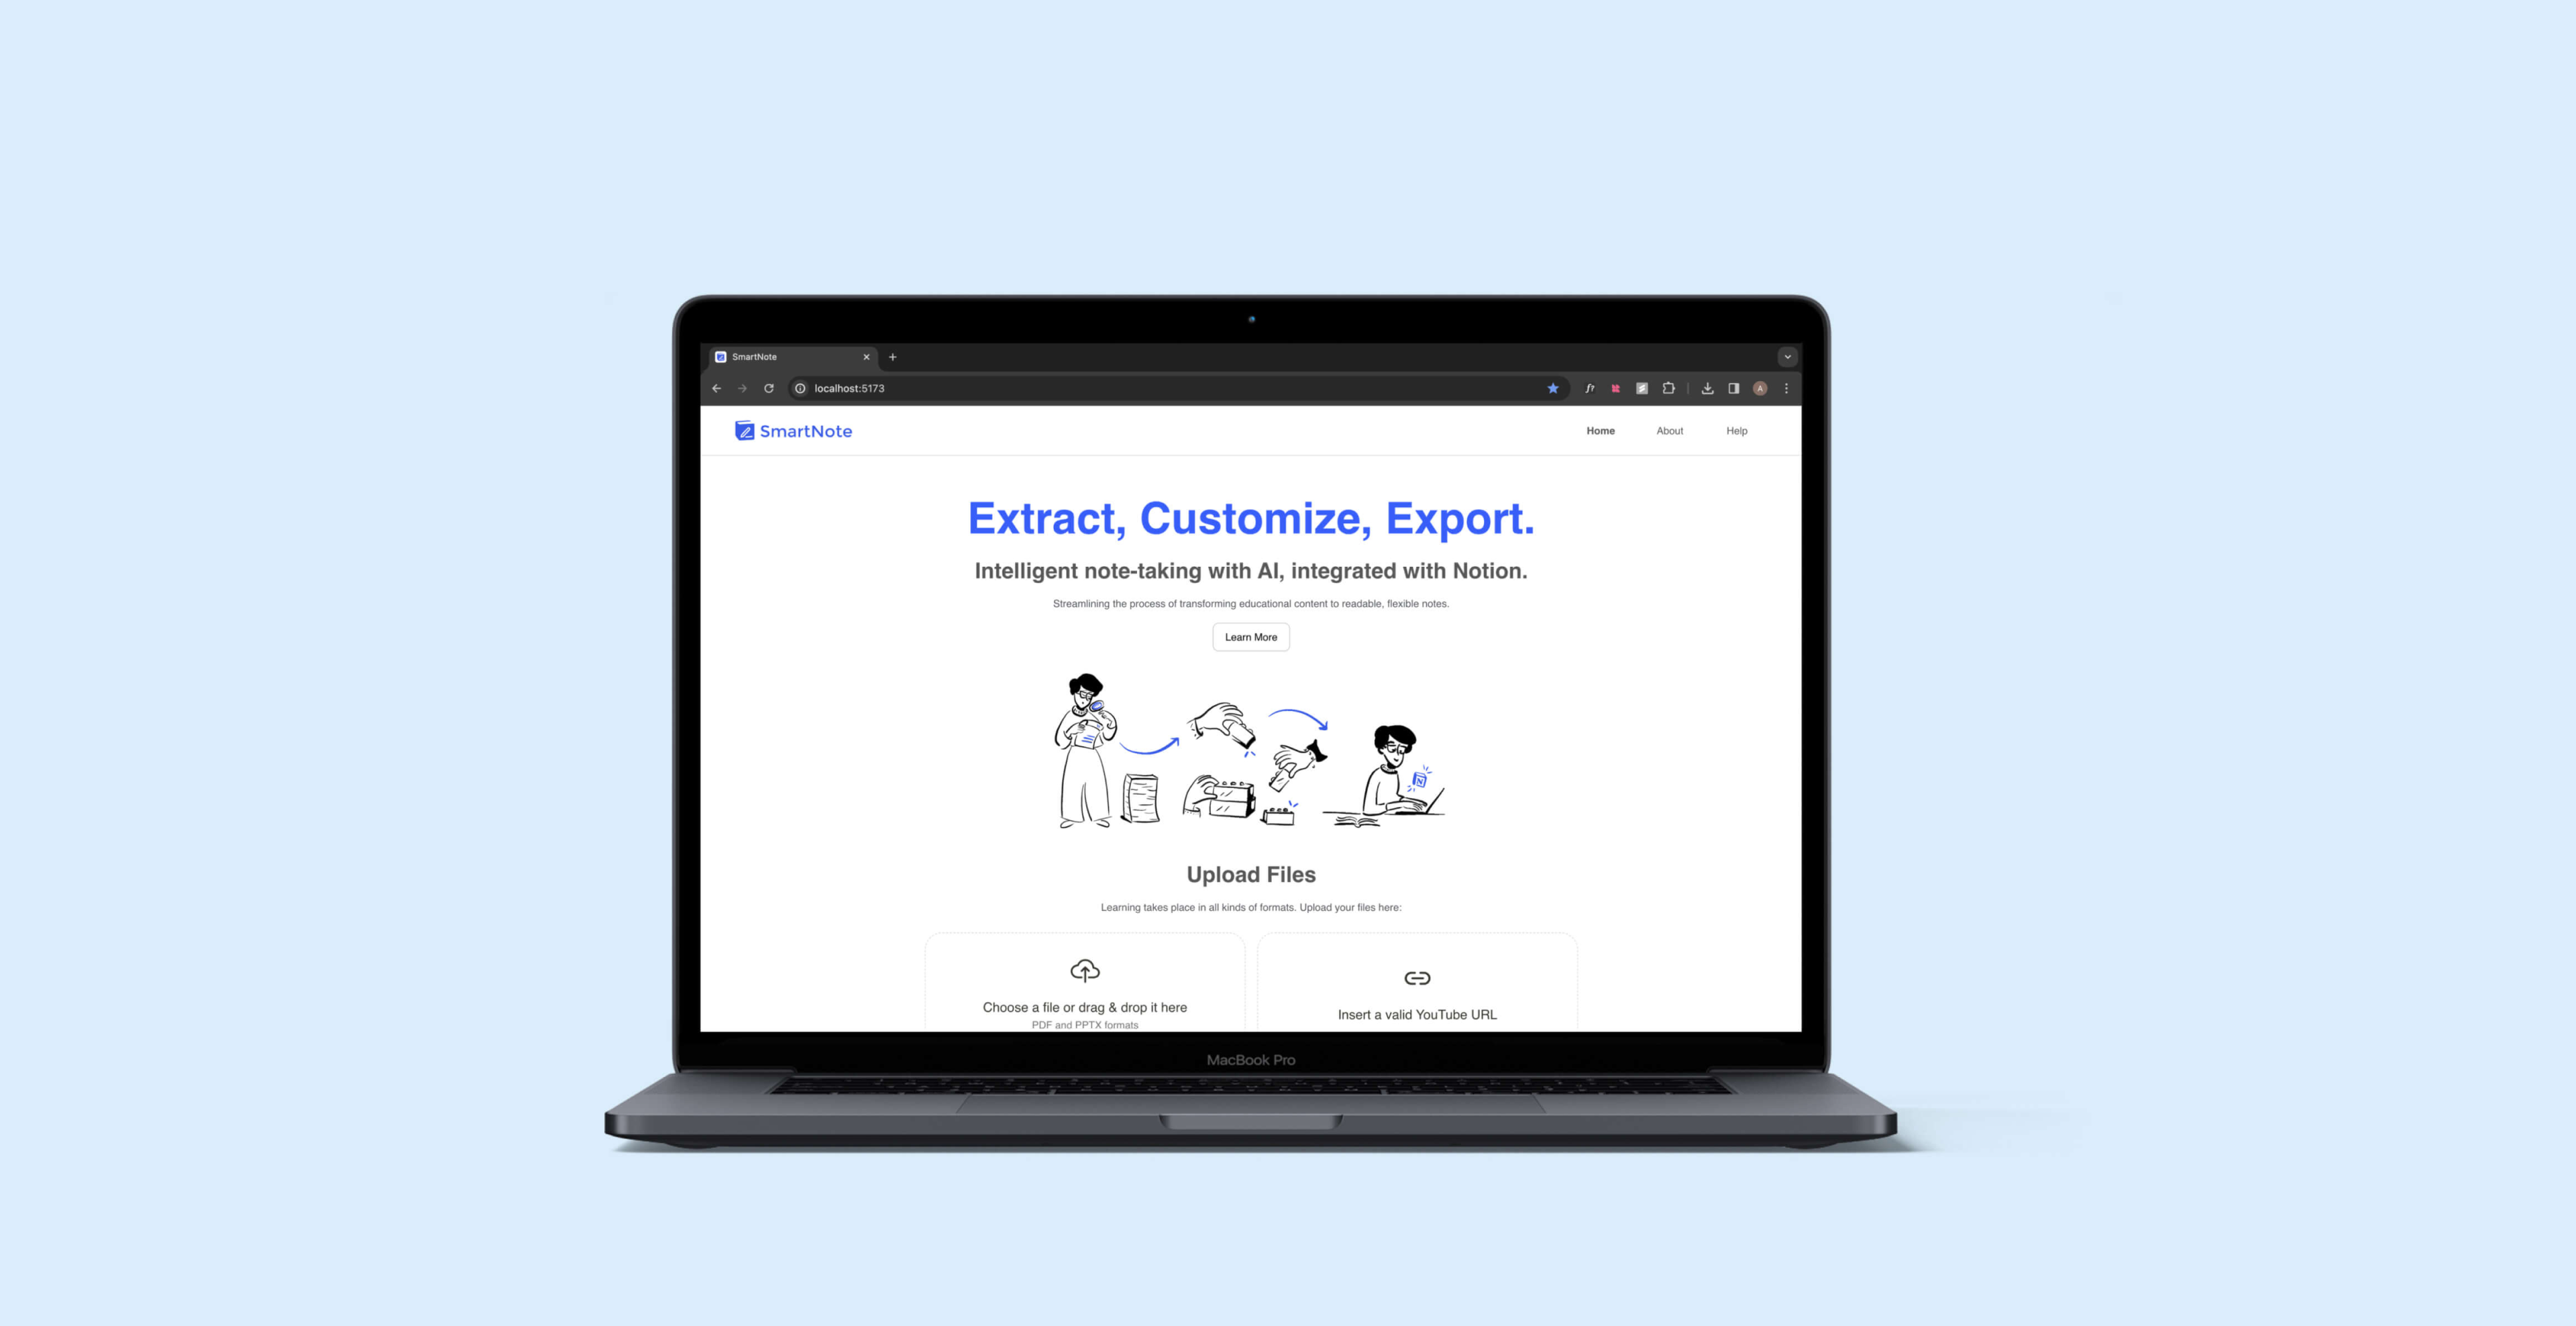 SmartNote
localhost:5173
SmartNote
Home About Help
Extract, Customize, Export.
Intelligent note-taking with AI, integrated with Notion.
Streamlining the process of transforming educational content to readable, flexible notes.
Learn More
Upload Files
Learning takes place in all kinds of formats. Upload your files here:
Choose a file or drag & drop it here
PDF and PPTX formats
Insert a valid YouTube URL
MacBook Pro